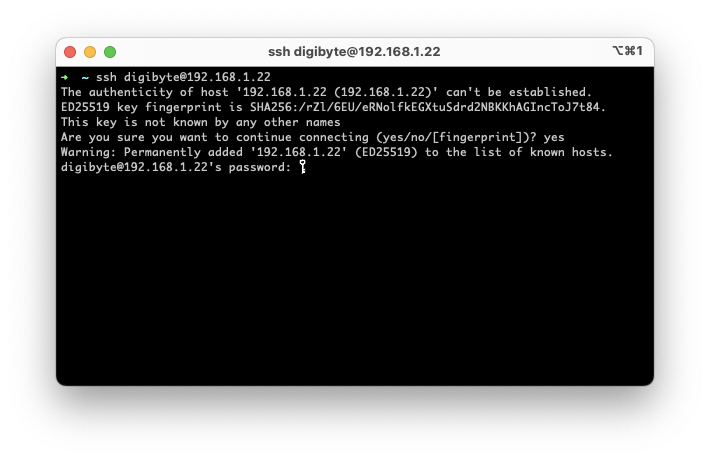 ssh digibyte@192.168.1.22
⌥⌘1
➜  ~ ssh digibyte@192.168.1.22
The authenticity of host '192.168.1.22 (192.168.1.22)' can't be established.
ED25519 key fingerprint is SHA256:/rZl/6EU/eRNolfkEGXtuSdrd2NBKKhAGIncToJ7t84.
This key is not known by any other names
Are you sure you want to continue connecting (yes/no/[fingerprint])? yes
Warning: Permanently added '192.168.1.22' (ED25519) to the list of known hosts.
digibyte@192.168.1.22's password: